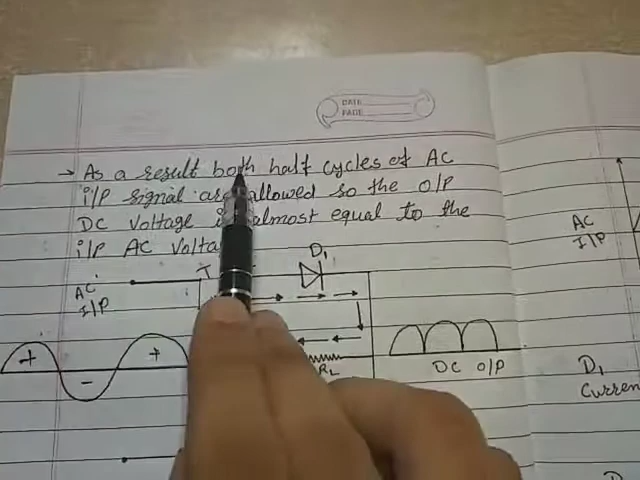 DATE
PAGE
→ As a result both half cycles of AC
i/P signal are allowed so the O/P
DC Voltage is almost equal to the
i/P AC Volta
D1
AC
I/P
T
+
-
+
RL
DC O/P
AC
I/P
D1
Curren